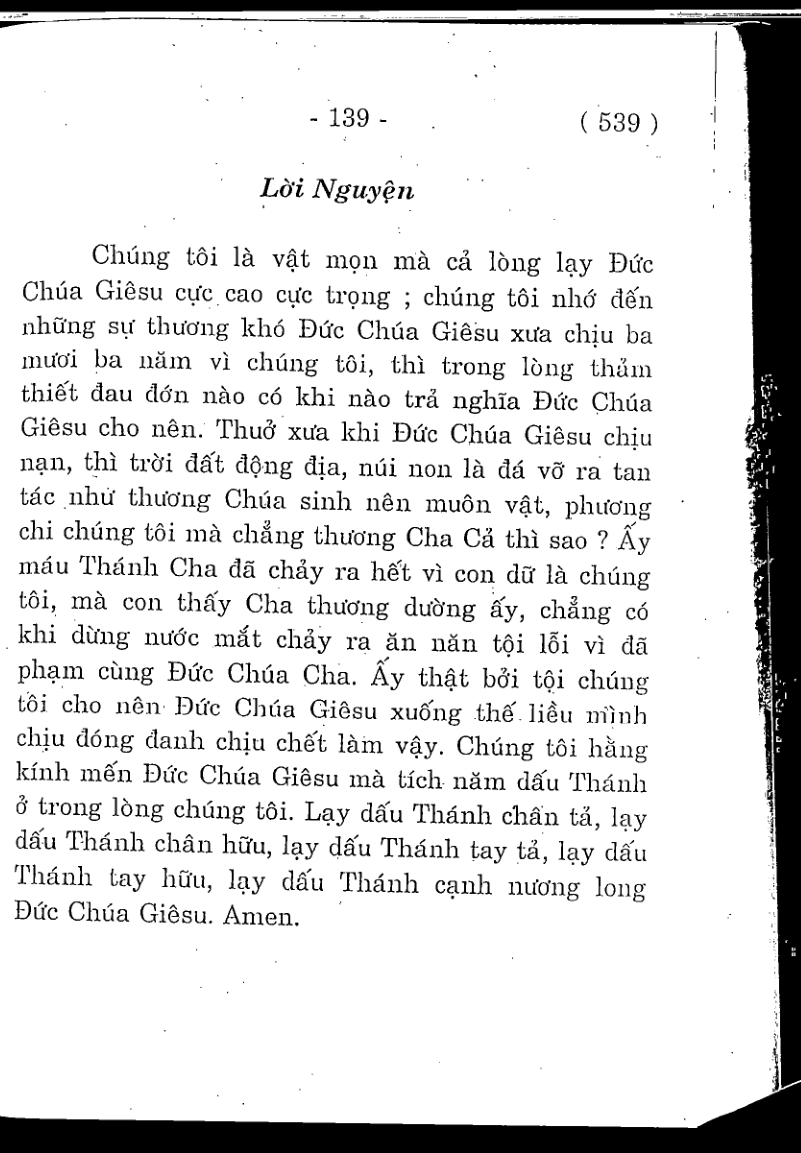 - 139 - ( 539 )
Lời Nguyện
Chúng tôi là vật mọn mà cả lòng lạy Đức
Chúa Giêsu cực cao cực trọng ; chúng tôi nhớ đến
những sự thương khó Đức Chúa Giêsu xưa chịu ba
mươi ba năm vì chúng tôi, thì trong lòng thảm
thiết đau đớn nào có khi nào trả nghĩa Đức Chúa
Giêsu cho nên. Thuở xưa khi Đức Chúa Giêsu chịu
nạn, thì trời đất động địa, núi non là đá vỡ ra tan
tác như thương Chúa sinh nên muôn vật, phương
chi chúng tôi mà chẳng thương Cha Cả thì sao ? Ấy
máu Thánh Cha đã chảy ra hết vì con dữ là chúng
tôi, mà con thấy Cha thương dường ấy, chẳng có
khi dừng nước mắt chảy ra ăn năn tội lỗi vì đã
phạm cùng Đức Chúa Cha. Ấy thật bởi tội chúng
tôi cho nên Đức Chúa Giêsu xuống thế liều mình
chịu đóng đanh chịu chết làm vậy. Chúng tôi hằng
kính mến Đức Chúa Giêsu mà tích năm dấu Thánh
ở trong lòng chúng tôi. Lạy dấu Thánh chân tả, lạy
dấu Thánh chân hữu, lạy dấu Thánh tay tả, lạy dấu
Thánh tay hữu, lạy dấu Thánh cạnh nương long
Đức Chúa Giêsu. Amen.